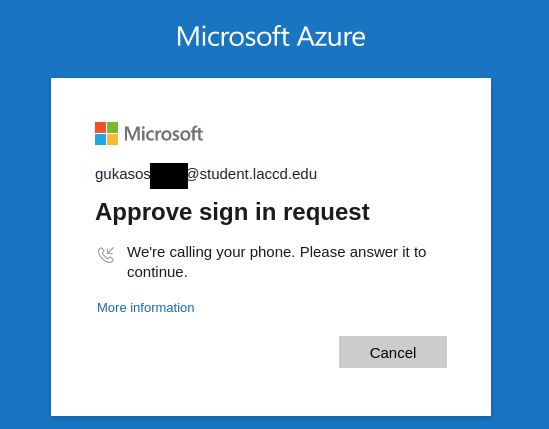 Microsoft Azure
Microsoft
gukasos@student.laccd.edu
Approve sign in request
We're calling your phone. Please answer it to
continue.
More information
Cancel